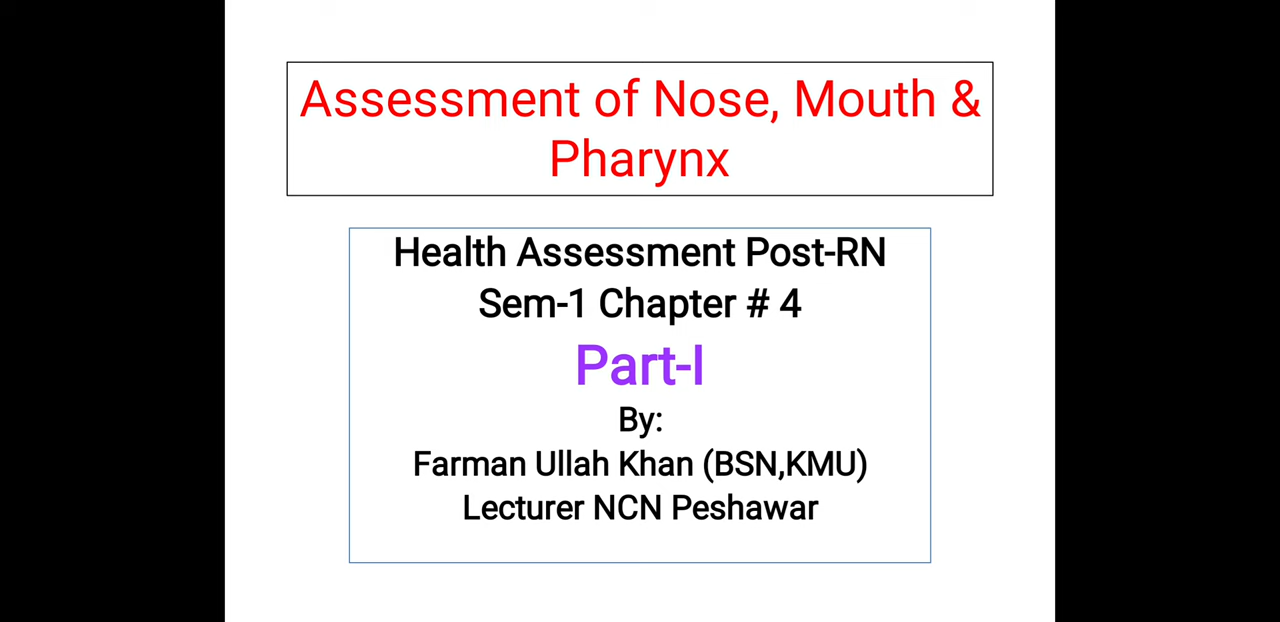 Assessment of Nose, Mouth &
Pharynx
Health Assessment Post-RN
Sem-1 Chapter # 4
Part-I
By:
Farman Ullah Khan (BSN,KMU)
Lecturer NCN Peshawar